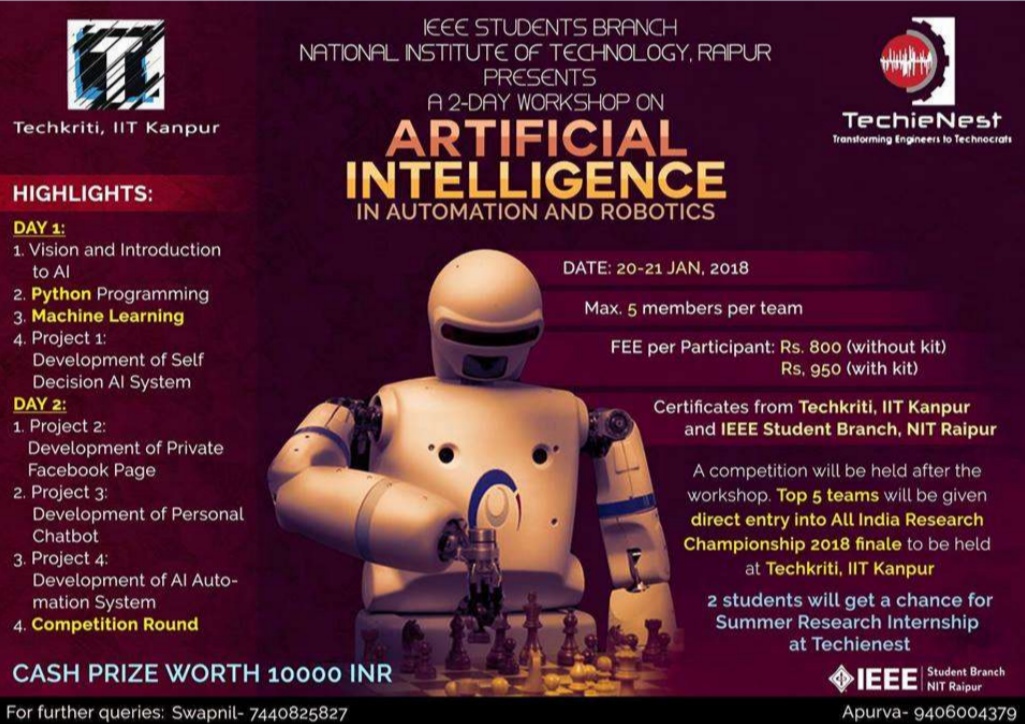 IEEE STUDENTS BRANCH
NATIONAL INSTITUTE OF TECHNOLOGY, RAIPUR
PRESENTS
A 2-DAY WORKSHOP ON
ARTIFICIAL
INTELLIGENCE
IN AUTOMATION AND ROBOTICS
Techkriti, IIT Kanpur
TechieNest
Transforming Engineers to Technocrats
HIGHLIGHTS:
DAY 1:
1. Vision and Introduction
to AI
2. Python Programming
3. Machine Learning
4. Project 1:
Development of Self
Decision AI System
DAY 2:
1. Project 2:
Development of Private
Facebook Page
2. Project 3:
Development of Personal
Chatbot
3. Project 4:
Development of AI Auto-
mation System
4. Competition Round
CASH PRIZE WORTH 10000 INR
DATE: 20-21 JAN, 2018
Max. 5 members per team
FEE per Participant: Rs. 800 (without kit)
Rs, 950 (with kit)
Certificates from Techkriti, IIT Kanpur
and IEEE Student Branch, NIT Raipur
A competition will be held after the
workshop. Top 5 teams will be given
direct entry into All India Research
Championship 2018 finale to be held
at Techkriti, IIT Kanpur
2 students will get a chance for
Summer Research Internship
at Techienest
IEEE Student Branch
NIT Raipur
For further queries: Swapnil- 7440825827
Apurva- 9406004379